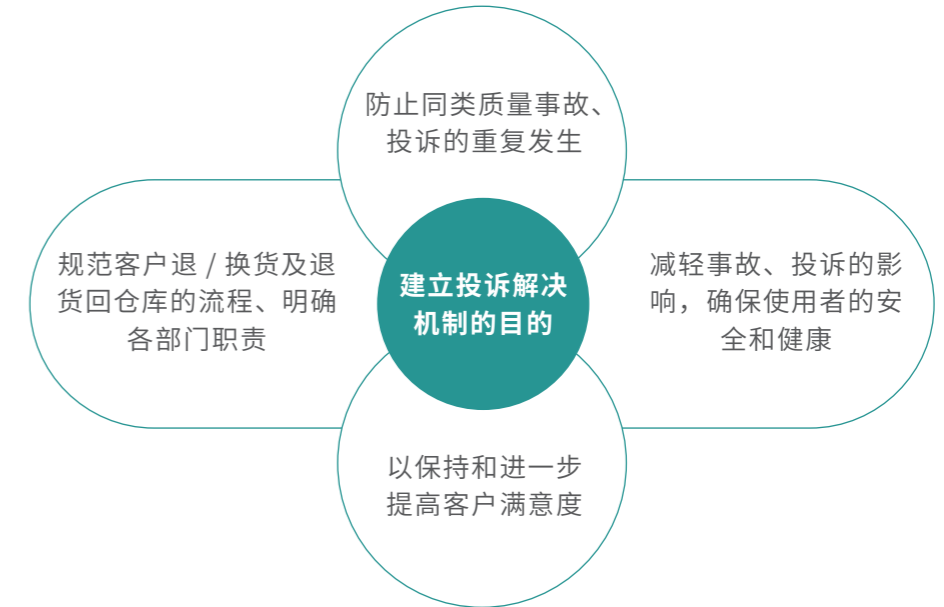 防止同类质量事故、
投诉的重复发生
规范客户退 / 换货及退
货回仓库的流程、明确
各部门职责
建立投诉解决
机制的目的
减轻事故、投诉的影
响，确保使用者的安
全和健康
以保持和进一步
提高客户满意度